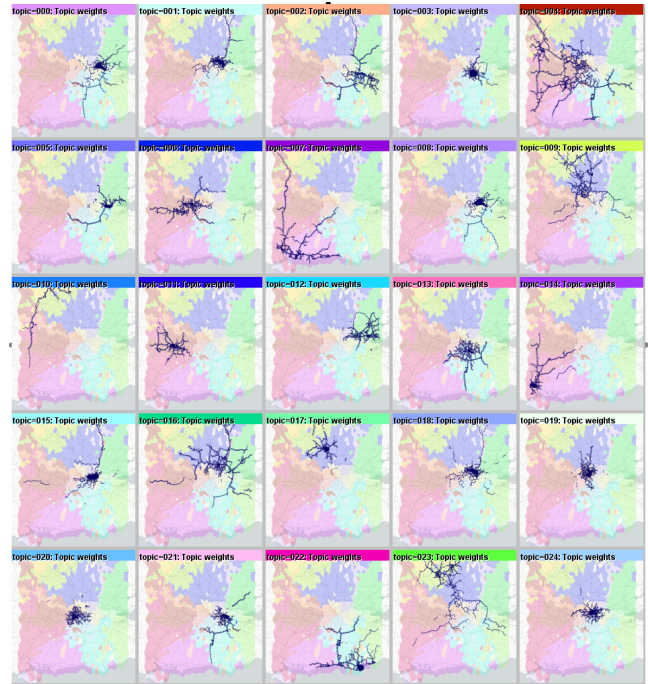 topic=000: Topic weights topic=001: Topic weights topic=002: Topic weights topic=003: Topic weights topic=004: Topic weights
topic=005: Topic weights topic=006: Topic weights topic=007: Topic weights topic=008: Topic weights topic=009: Topic weights
topic=010: Topic weights topic=011: Topic weights topic=012: Topic weights topic=013: Topic weights topic=014: Topic weights
topic=015: Topic weights topic=016: Topic weights topic=017: Topic weights topic=018: Topic weights topic=019: Topic weights
topic=020: Topic weights topic=021: Topic weights topic=022: Topic weights topic=023: Topic weights topic=024: Topic weights